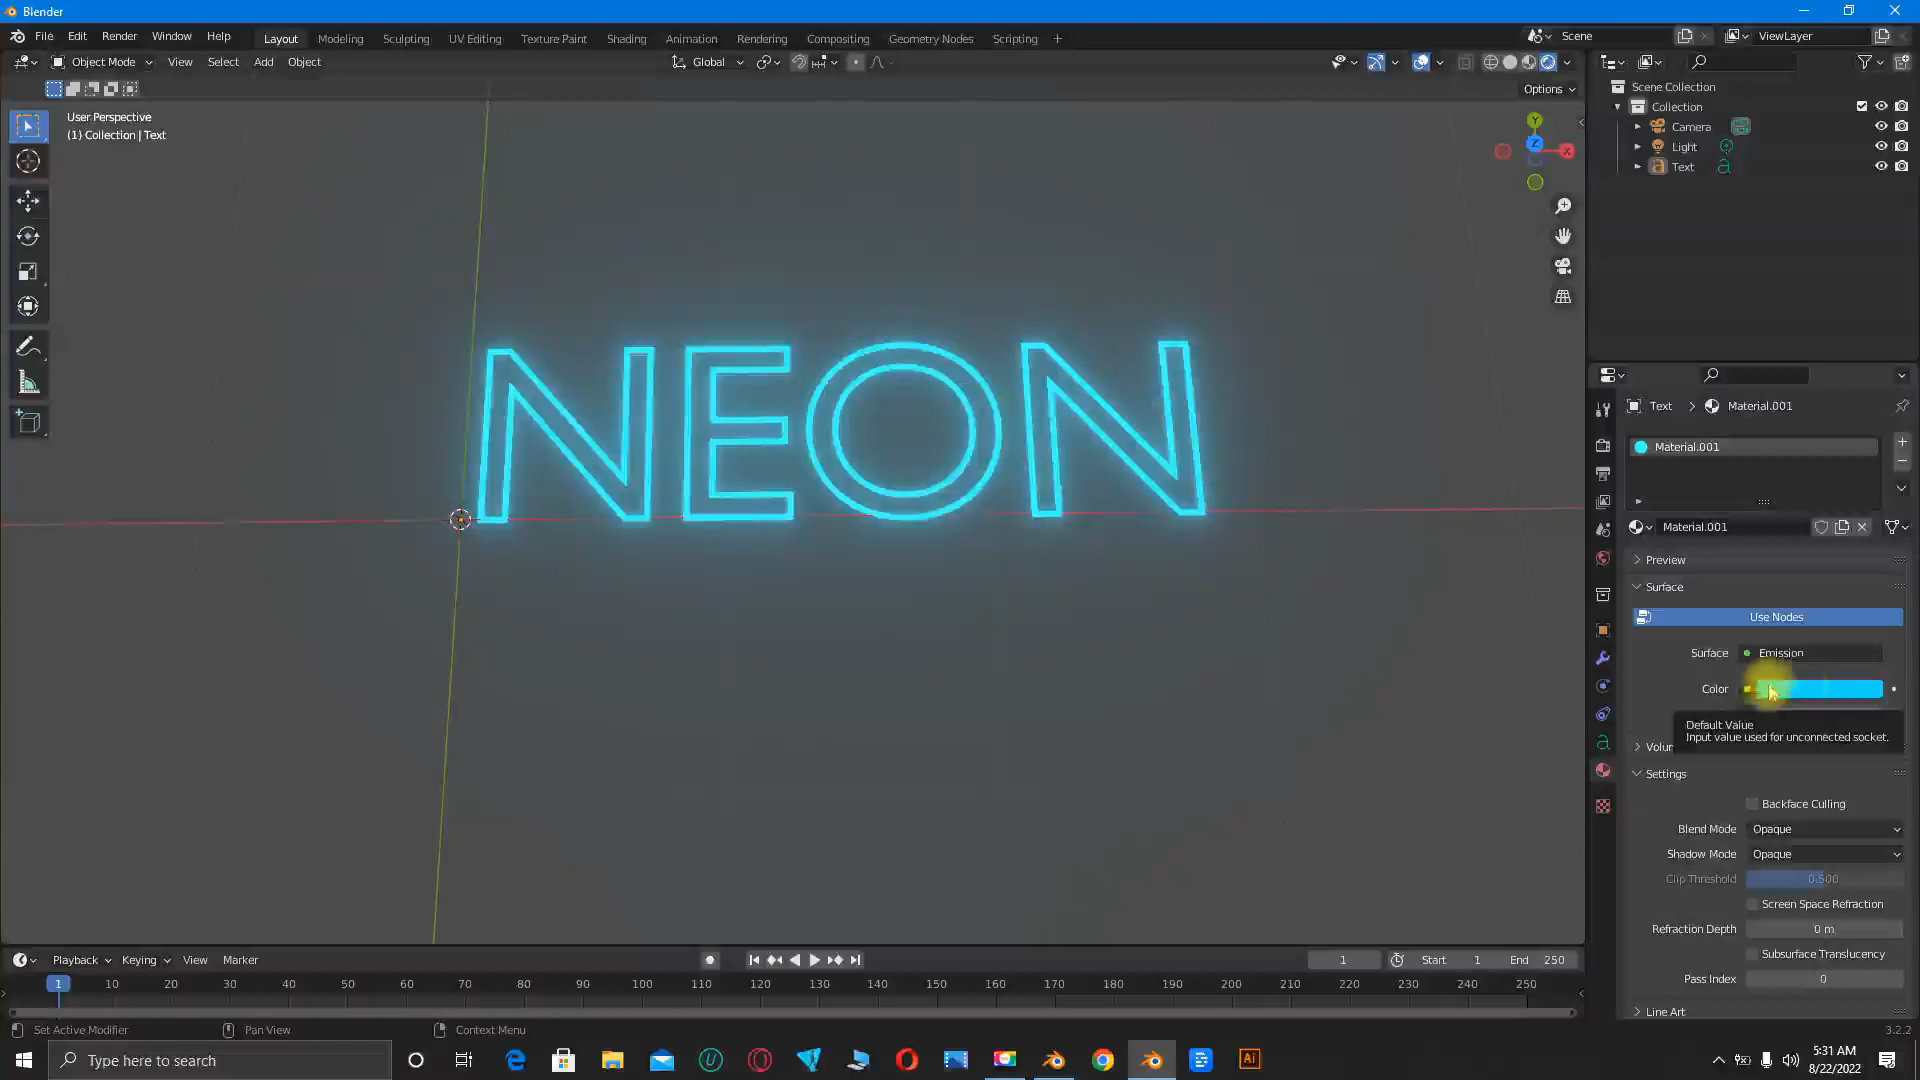 Blender
File Edit Render Window Help
Layout Modeling Sculpting UV Editing Texture Paint Shading Animation Rendering Compositing Geometry Nodes Scripting +
Scene
ViewLayer
Object Mode View Select Add Object
Global
Options
User Perspective
(1) Collection | Text
Y
Z
X
Scene Collection
Collection
Camera
Light
Text
NEON
Text > Material.001
Material.001
Material.001
Preview
Surface
Use Nodes
Surface Emission
Color
Default Value
Input value used for unconnected socket.
Volu
Settings
Backface Culling
Blend Mode Opaque
Shadow Mode Opaque
Clip Threshold 0.500
Screen Space Refraction
Refraction Depth 0 m
Subsurface Translucency
Pass Index 0
Line Art
Playback Keying View Marker
1 Start 1 End 250
1 10 20 30 40 50 60 70 80 90 100 110 120 130 140 150 160 170 180 190 200 210 220 230 240 250
Set Active Modifier Pan View Context Menu
3.2.2
Type here to search
Ai
5:31 AM
8/22/2022